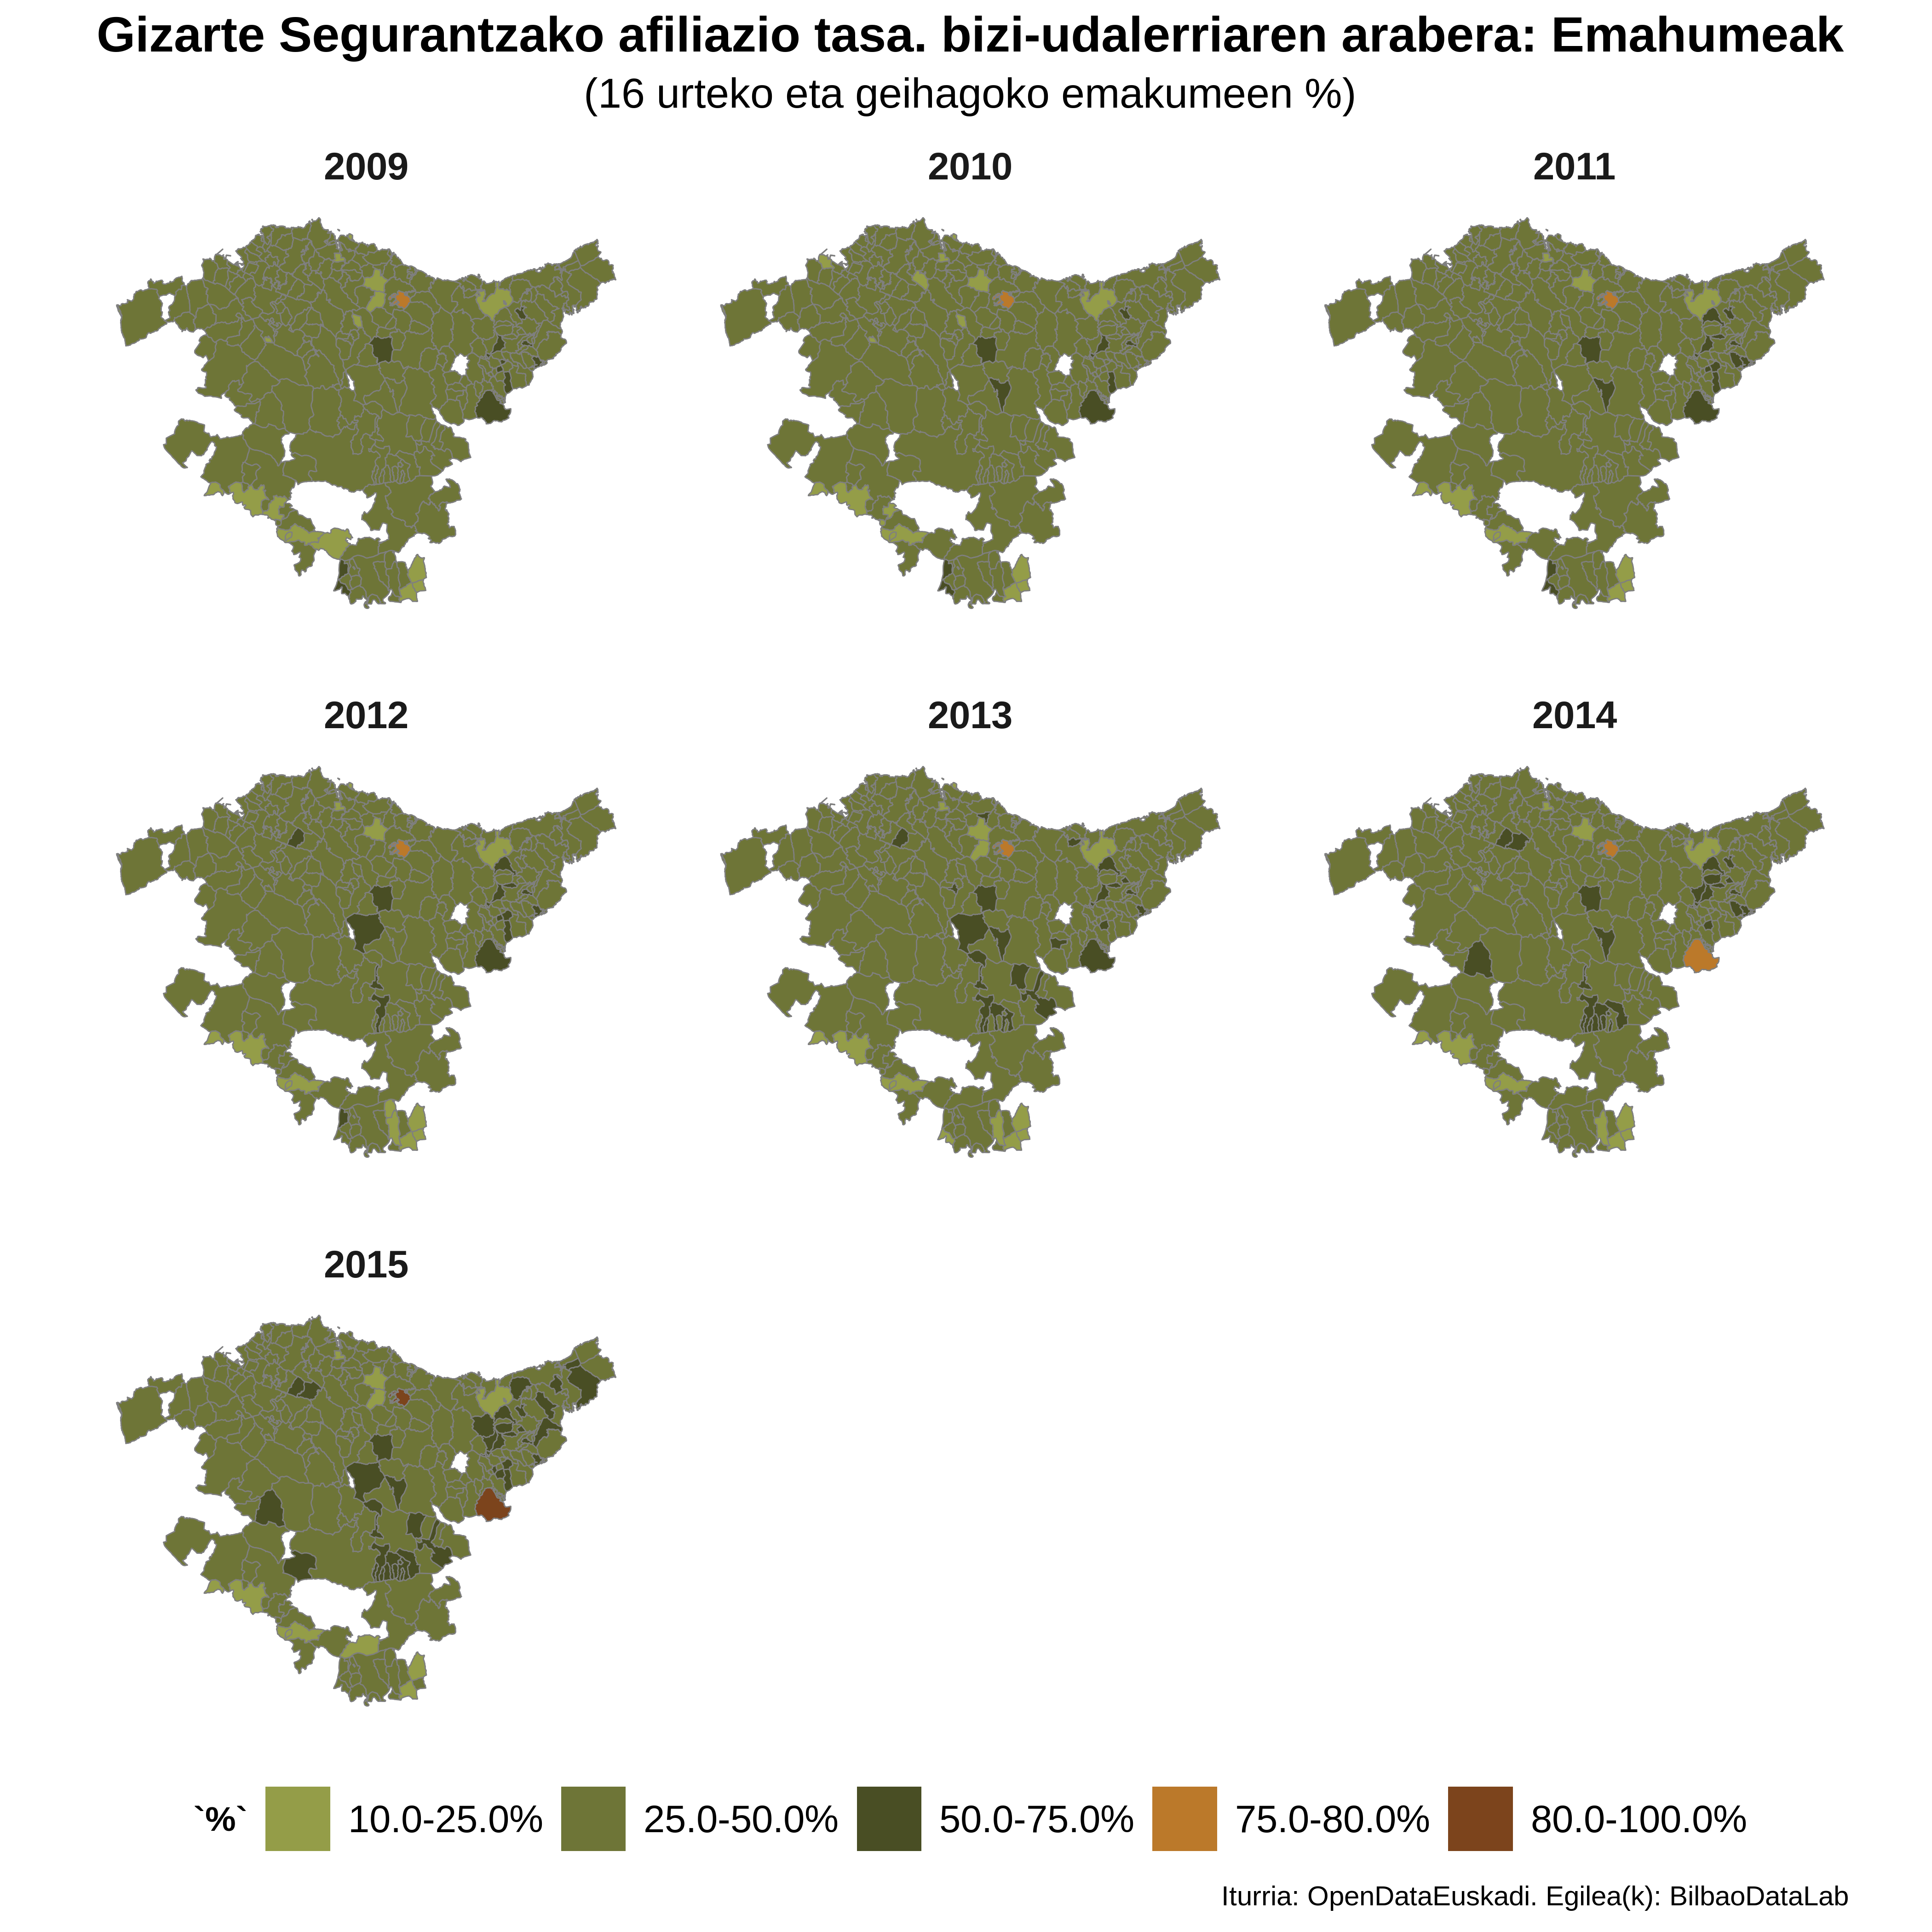 Gizarte Segurantzako afiliazio tasa. bizi-udalerriaren arabera: Emahumeak
(16 urteko eta geihagoko emakumeen %)
2009 2010 2011
2012 2013 2014
2015
`%` 10.0-25.0% 25.0-50.0% 50.0-75.0% 75.0-80.0% 80.0-100.0%
Iturria: OpenDataEuskadi. Egilea(k): BilbaoDataLab